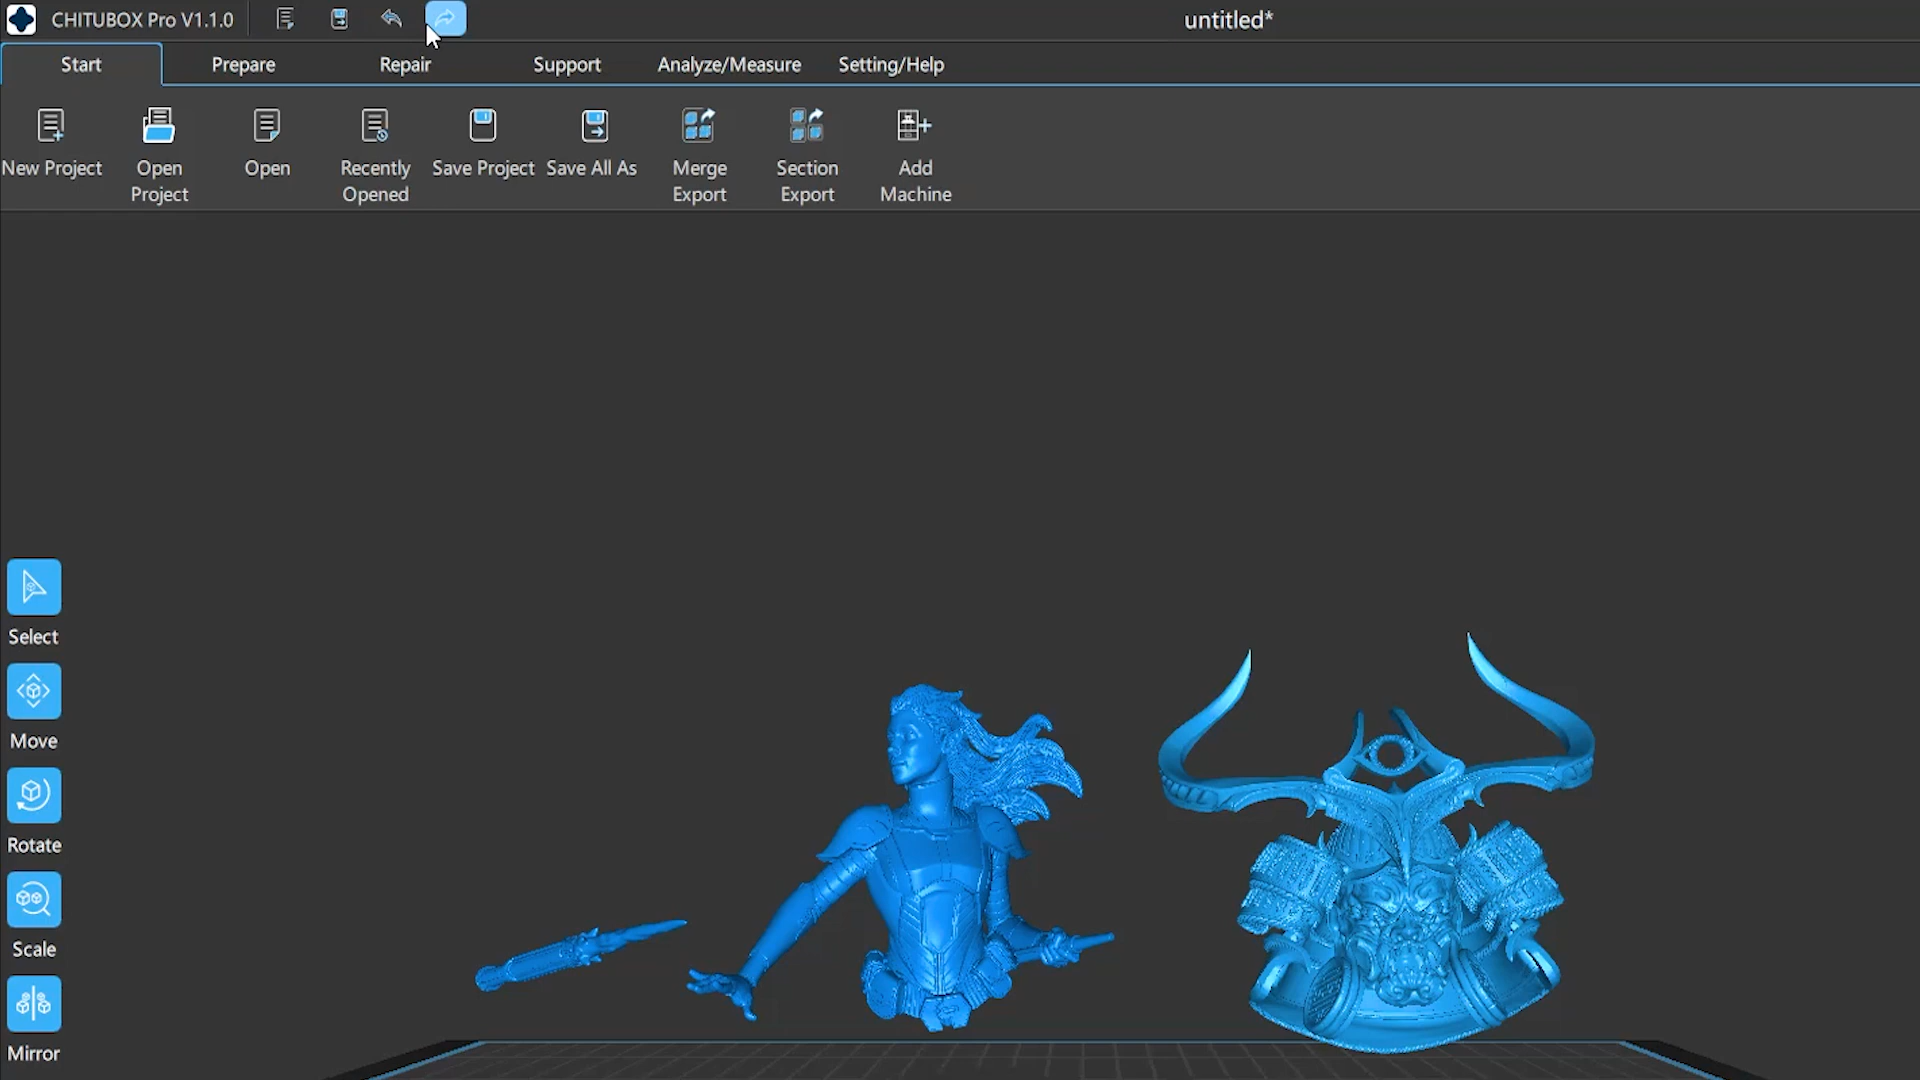 CHITUBOX Pro V1.1.0
untitled*
Start Prepare Repair Support Analyze/Measure Setting/Help
New Project Open Project Open Recently Opened Save Project Save All As Merge Export Section Export Add Machine
Select
Move
Rotate
Scale
Mirror